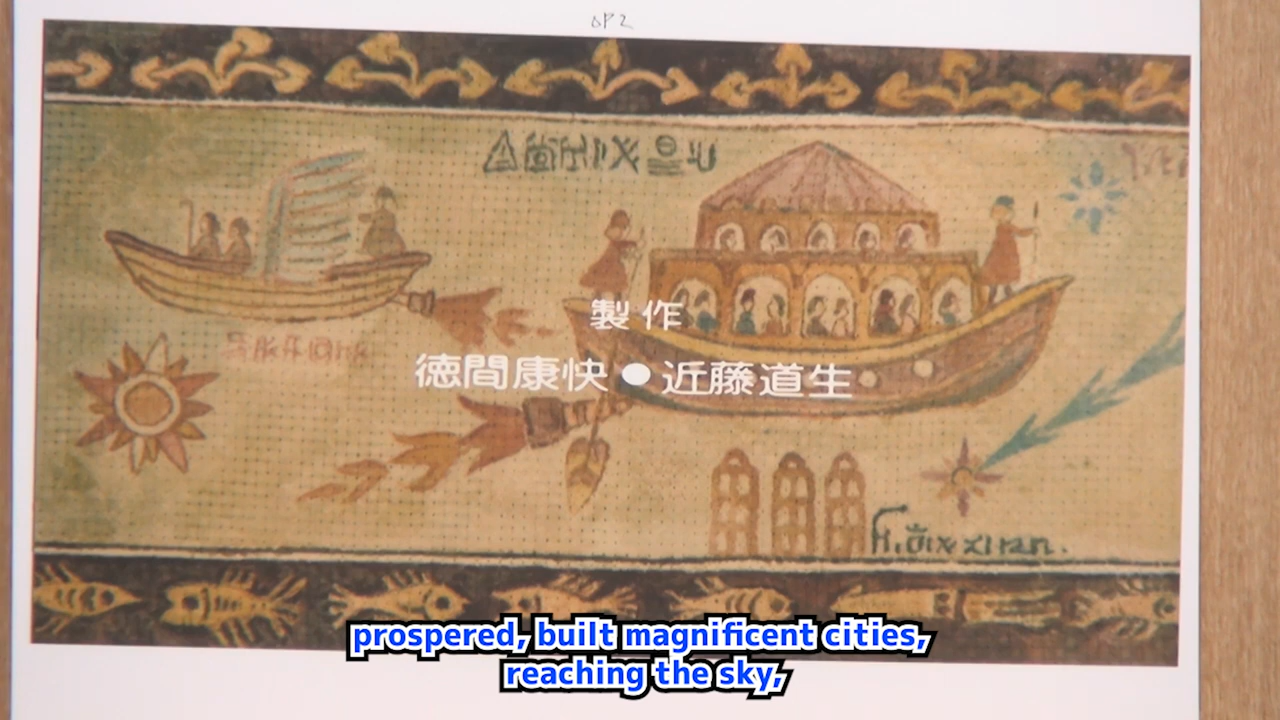 OP2
製作
徳間康快●近藤道生
prospered, built magnificent cities,
reaching the sky,